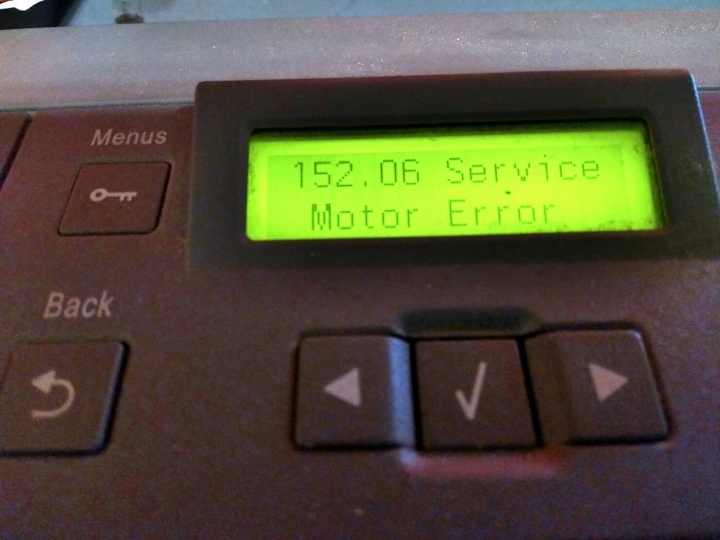 Menus
152.06 Service
Motor Error
Back